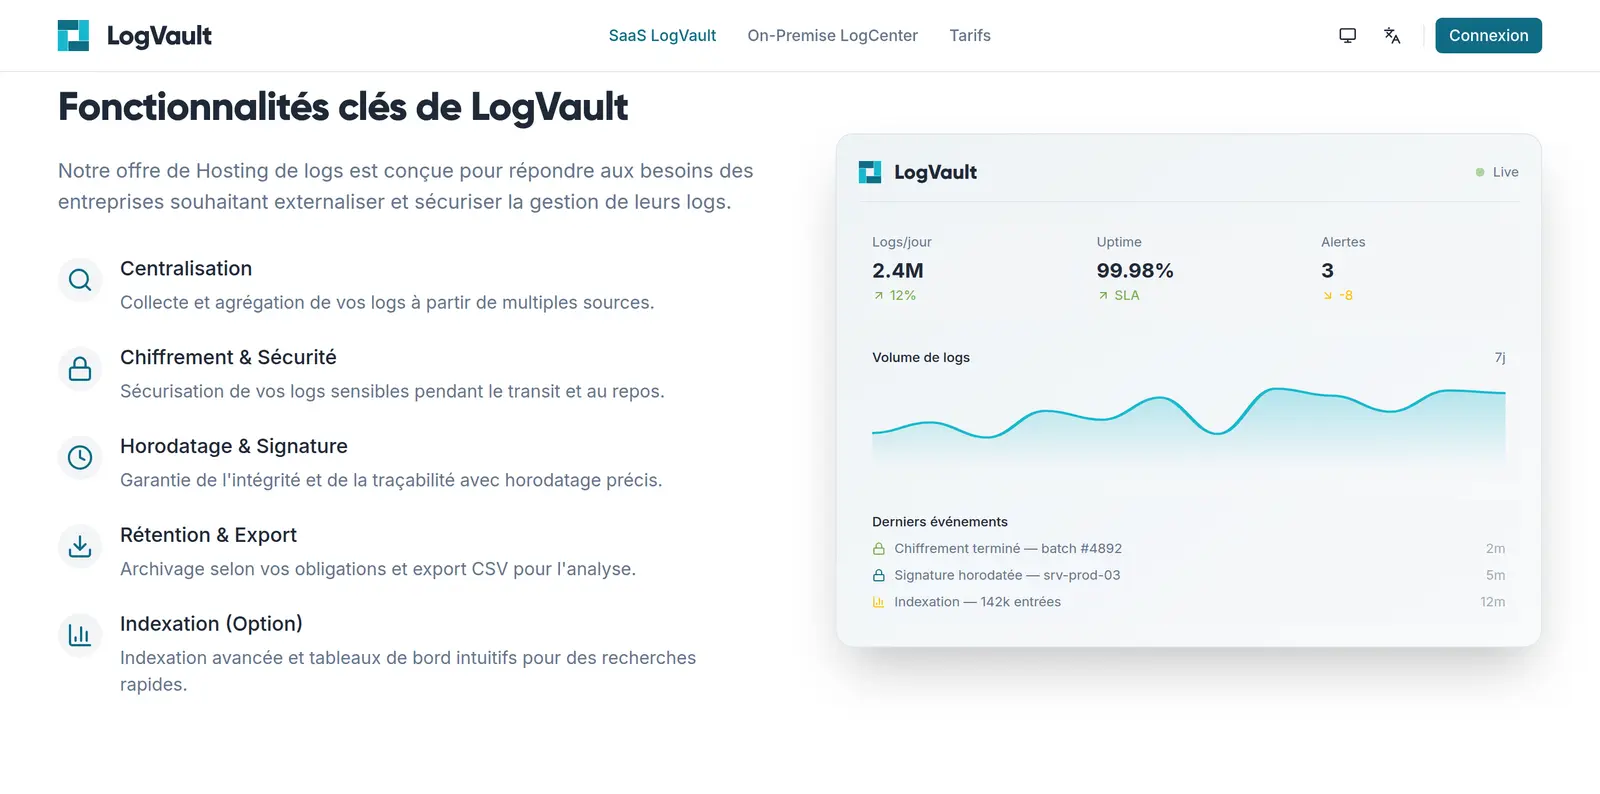 LogVault
SaaS LogVault
On-Premise LogCenter
Tarifs
Connexion
Fonctionnalités clés de LogVault
Notre offre de Hosting de logs est conçue pour répondre aux besoins des
entreprises souhaitant externaliser et sécuriser la gestion de leurs logs.
Centralisation
Collecte et agrégation de vos logs à partir de multiples sources.
Chiffrement & Sécurité
Sécurisation de vos logs sensibles pendant le transit et au repos.
Horodatage & Signature
Garantie de l'intégrité et de la traçabilité avec horodatage précis.
Rétention & Export
Archivage selon vos obligations et export CSV pour l'analyse.
Indexation (Option)
Indexation avancée et tableaux de bord intuitifs pour des recherches
rapides.
LogVault
Live
Logs/jour
2.4M
12%
Uptime
99.98%
SLA
Alertes
3
-8
Volume de logs
7j
Derniers événements
Chiffrement terminé — batch #4892
2m
Signature horodatée — srv-prod-03
5m
Indexation — 142k entrées
12m